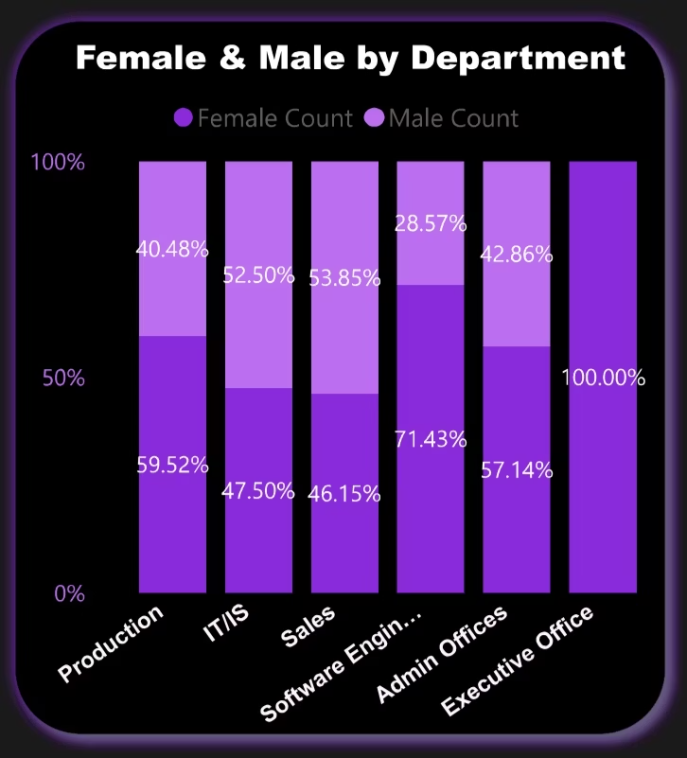 Female & Male by Department
Female Count Male Count
100%
50%
0%
40.48%
52.50%
53.85%
28.57%
42.86%
100.00%
59.52%
47.50%
46.15%
71.43%
57.14%
Production
IT/IS
Sales
Software Engin...
Admin Offices
Executive Office